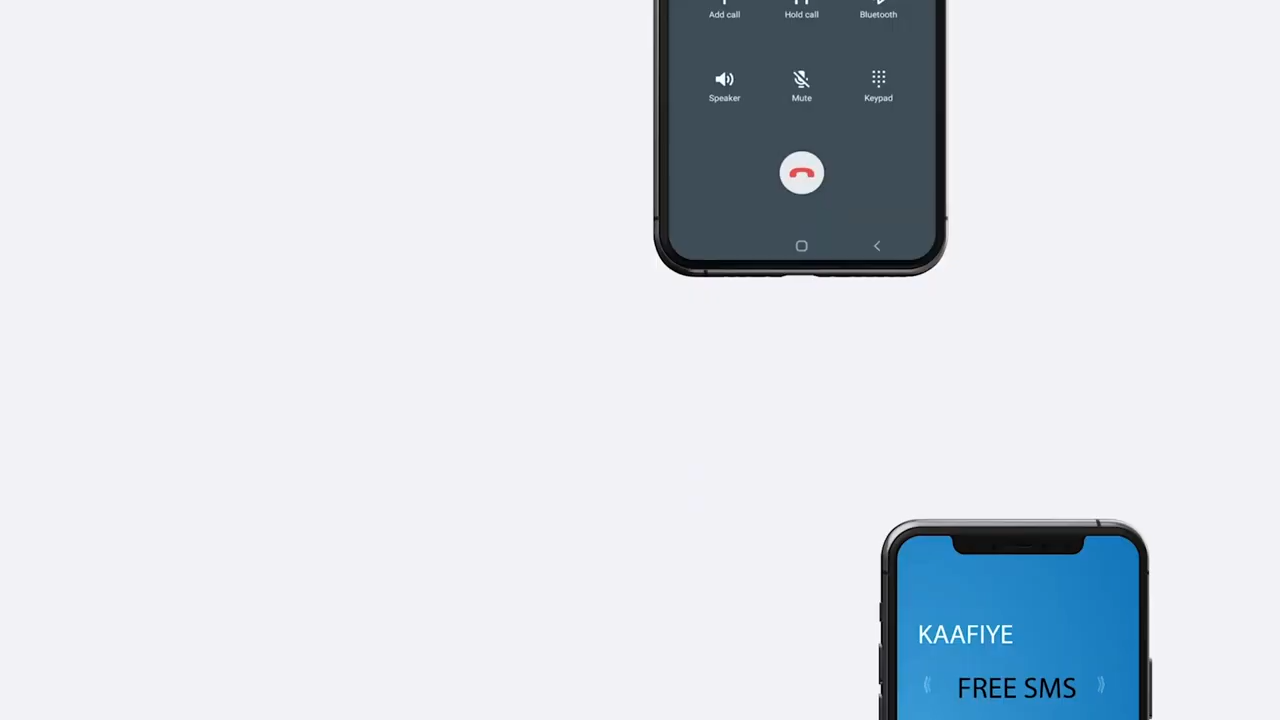 Add call Hold call Bluetooth
Speaker Mute Keypad
KAAFIYE
FREE SMS